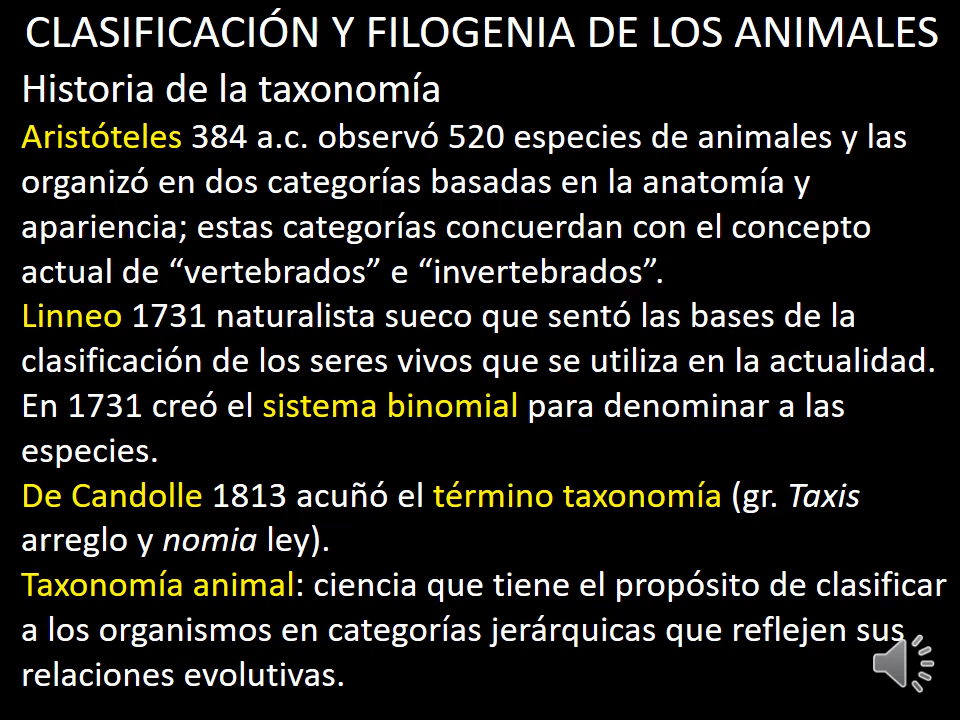 CLASIFICACIÓN Y FILOGENIA DE LOS ANIMALES
Historia de la taxonomía
Aristóteles 384 a.c. observó 520 especies de animales y las
organizó en dos categorías basadas en la anatomía y
apariencia; estas categorías concuerdan con el concepto
actual de “vertebrados” e “invertebrados”.
Linneo 1731 naturalista sueco que sentó las bases de la
clasificación de los seres vivos que se utiliza en la actualidad.
En 1731 creó el sistema binomial para denominar a las
especies.
De Candolle 1813 acuñó el término taxonomía (gr. Taxis
arreglo y nomia ley).
Taxonomía animal: ciencia que tiene el propósito de clasificar
a los organismos en categorías jerárquicas que reflejen sus
relaciones evolutivas.